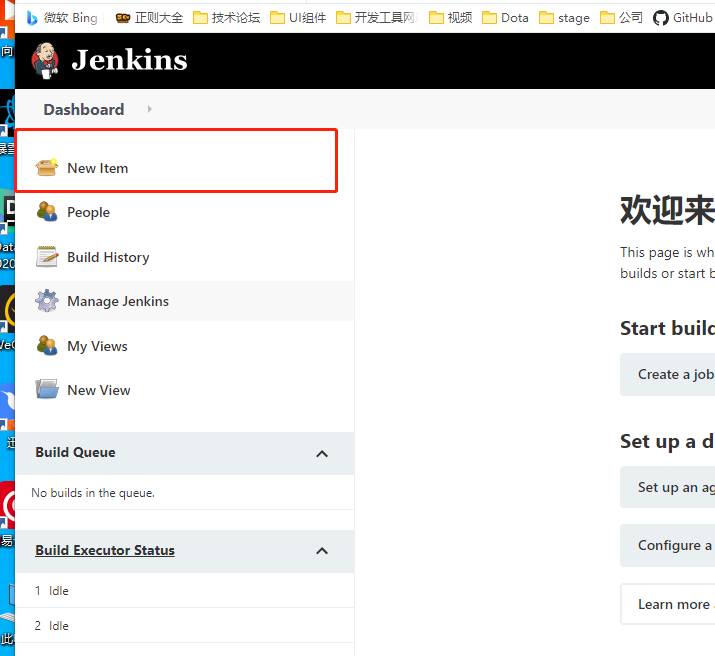 微软 Bing
正则大全
技术论坛
UI组件
开发工具网
视频
Dota
stage
公司
GitHub
Jenkins
Dashboard
New Item
People
Build History
Manage Jenkins
My Views
New View
Build Queue
No builds in the queue.
Build Executor Status
1 Idle
2 Idle
欢迎来
This page is wh
builds or start b
Start build
Create a job
Set up a d
Set up an ag
Configure a
Learn more